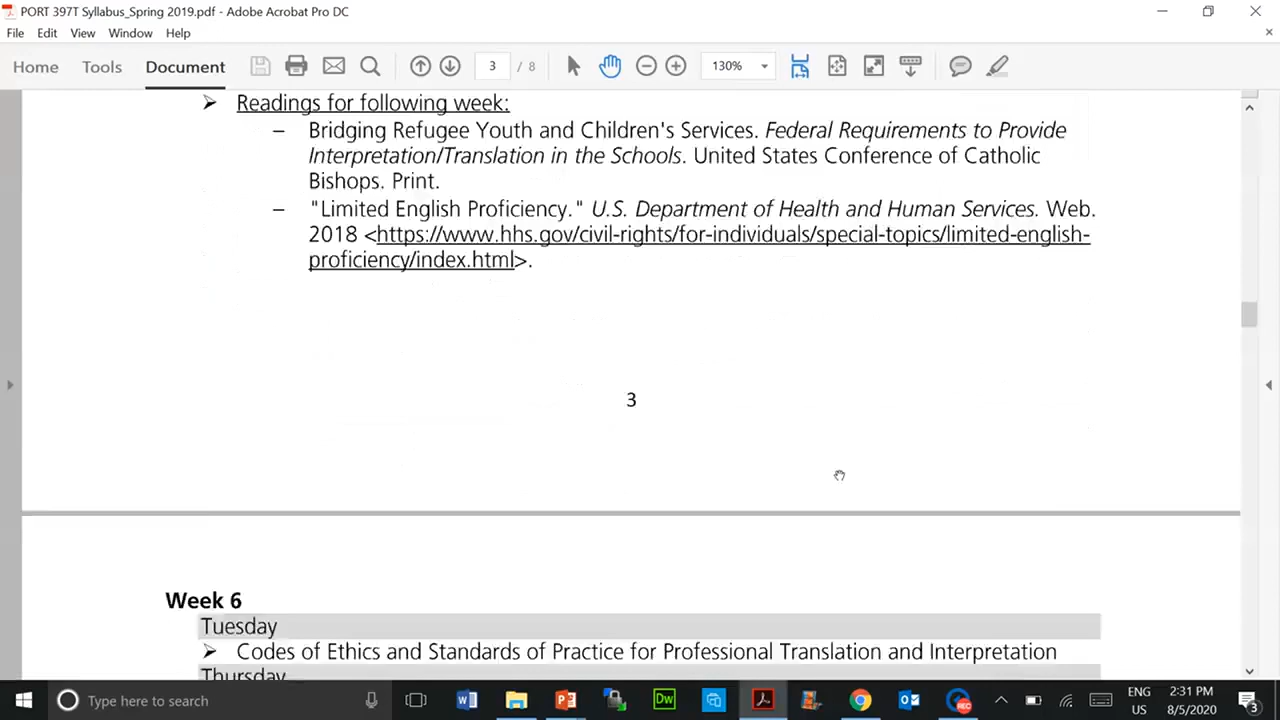 PORT 397T Syllabus_Spring 2019.pdf - Adobe Acrobat Pro DC
File Edit View Window Help
Home Tools Document 3 / 8 130%
Readings for following week:
– Bridging Refugee Youth and Children's Services. Federal Requirements to Provide
Interpretation/Translation in the Schools. United States Conference of Catholic
Bishops. Print.
– "Limited English Proficiency." U.S. Department of Health and Human Services. Web.
2018 <https://www.hhs.gov/civil-rights/for-individuals/special-topics/limited-english-
proficiency/index.html>.
3
Week 6
Tuesday
Codes of Ethics and Standards of Practice for Professional Translation and Interpretation
Thursday
Type here to search
Dw
REC
ENG
US
2:31 PM
8/5/2020
3